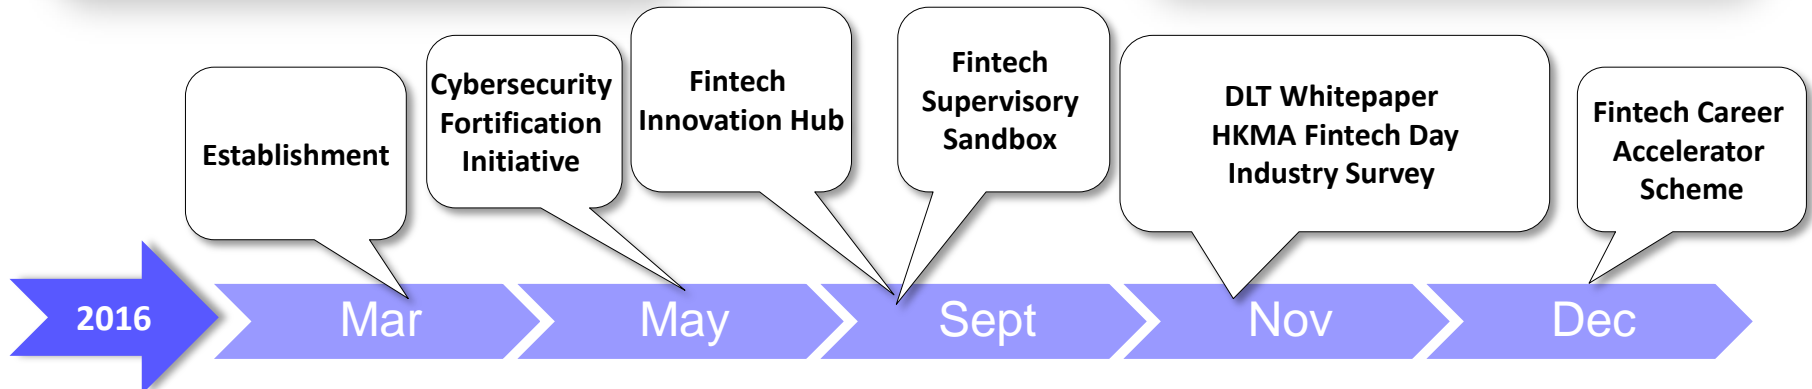 Establishment
Cybersecurity
Fortification
Initiative
Fintech
Innovation Hub
Fintech
Supervisory
Sandbox
DLT Whitepaper
HKMA Fintech Day
Industry Survey
Fintech Career
Accelerator
Scheme
2016
Mar
May
Sept
Nov
Dec